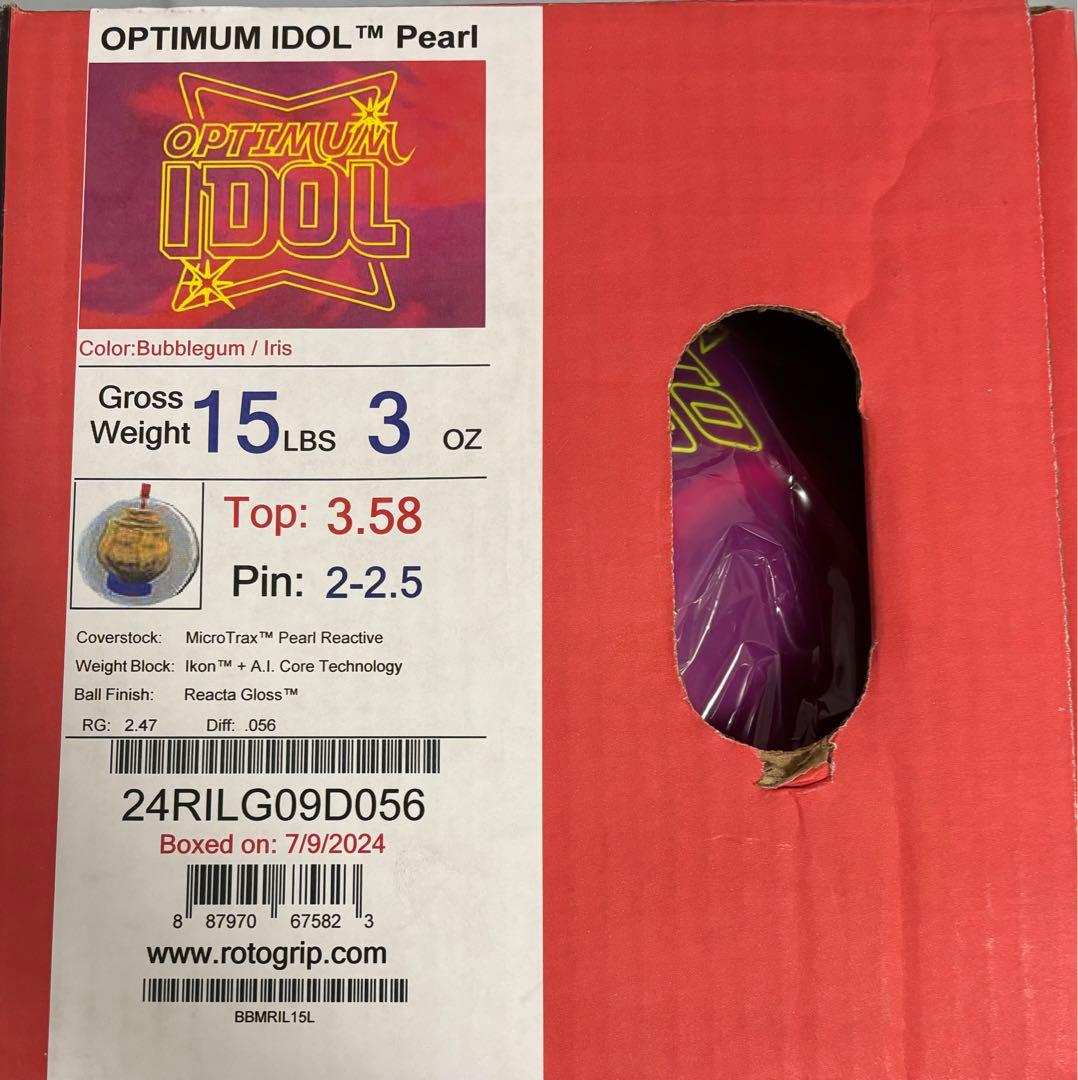 OPTIMUM IDOL™ Pearl
OPTIMUM
IDOL
Color:Bubblegum / Iris
Gross Weight 15 LBS 3 OZ
Top: 3.58
Pin: 2-2.5
Coverstock: MicroTrax™ Pearl Reactive
Weight Block: Ikon™ + A.I. Core Technology
Ball Finish: Reacta Gloss™
RG: 2.47 Diff: .056
24RILG09D056
Boxed on: 7/9/2024
8 87970 67582 3
www.rotogrip.com
BBMRIL15L